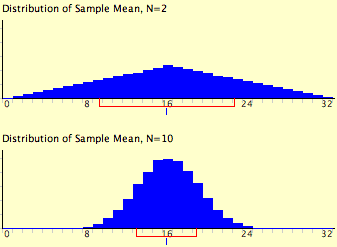 Distribution of Sample Mean, N=2
0 8 16 24 32
Distribution of Sample Mean, N=10
0 8 16 24 32